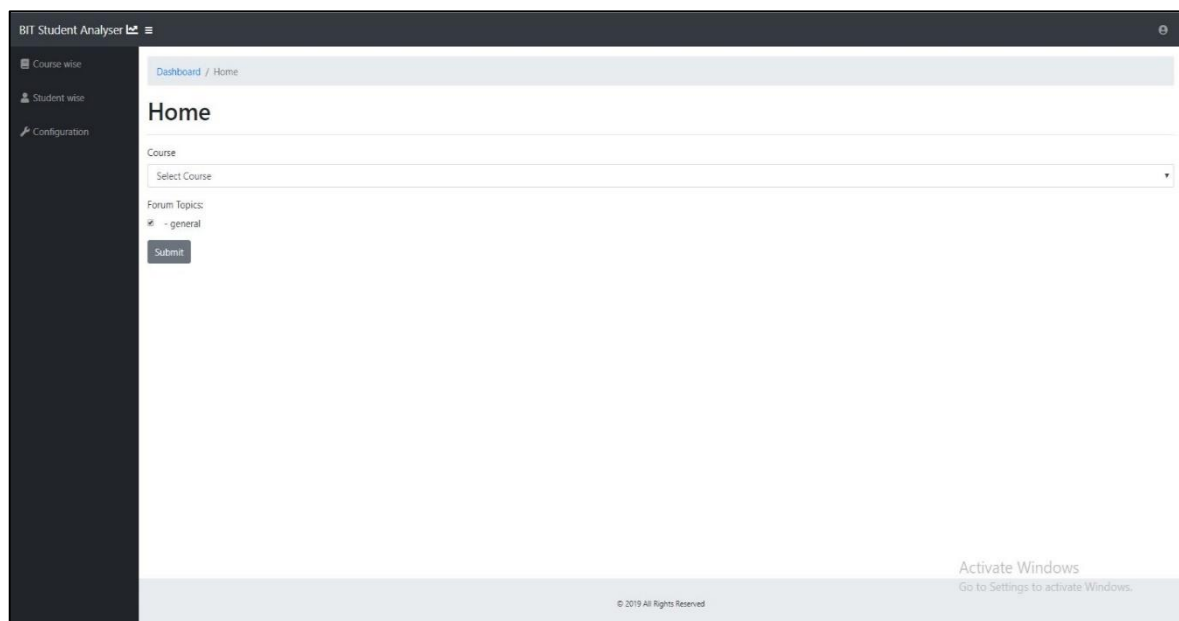 BIT Student Analyser
Course wise
Student wise
Configuration
Dashboard / Home
Home
Course
Select Course
Forum Topics:
- general
Submit
Activate Windows
Go to Settings to activate Windows.
© 2019 All Rights Reserved